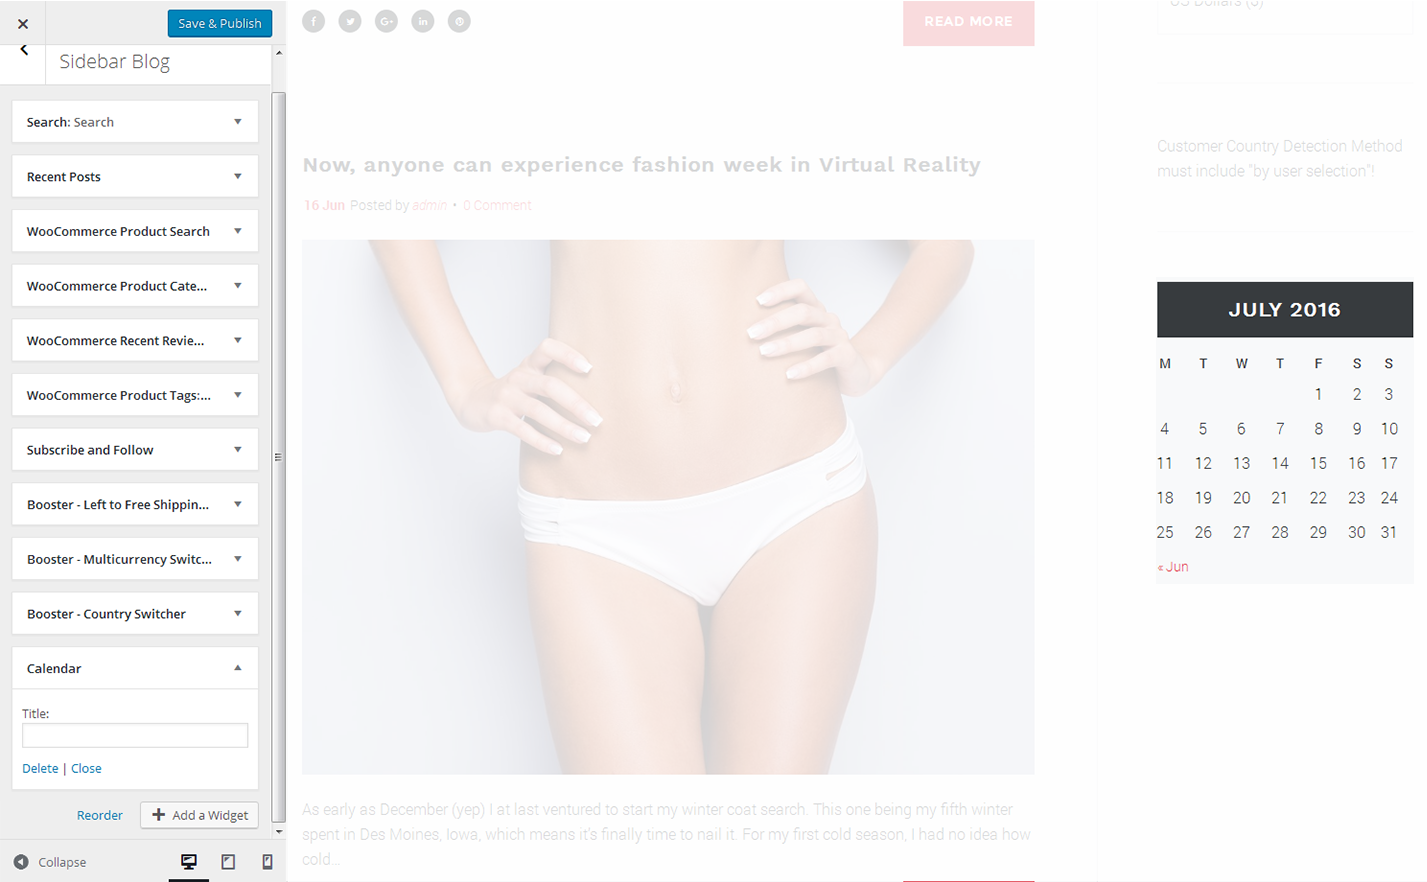 Save & Publish
Sidebar Blog
Search: Search
Recent Posts
WooCommerce Product Search
WooCommerce Product Cate...
WooCommerce Recent Revie...
WooCommerce Product Tags:...
Subscribe and Follow
Booster - Left to Free Shippin...
Booster - Multicurrency Switc...
Booster - Country Switcher
Calendar
Title:
Delete | Close
Reorder
Add a Widget
Collapse
READ MORE
Now, anyone can experience fashion week in Virtual Reality
16 Jun Posted by admin • 0 Comment
As early as December (yep) I at last ventured to start my winter coat search. This one being my fifth winter
spent in Des Moines, Iowa, which means it's finally time to nail it. For my first cold season, I had no idea how
cold...
US Dollars ($)
Customer Country Detection Method
must include "by user selection"!
JULY 2016
M T W T F S S
1 2 3
4 5 6 7 8 9 10
11 12 13 14 15 16 17
18 19 20 21 22 23 24
25 26 27 28 29 30 31
« Jun